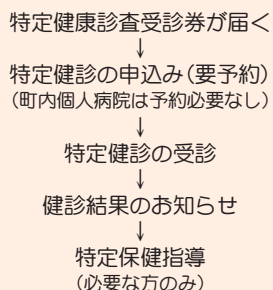 特定健康診査受診券が届く
↓
特定健診の申込み（要予約）
（町内個人病院は予約必要なし）
↓
特定健診の受診
↓
健診結果のお知らせ
↓
特定保健指導
（必要な方のみ）